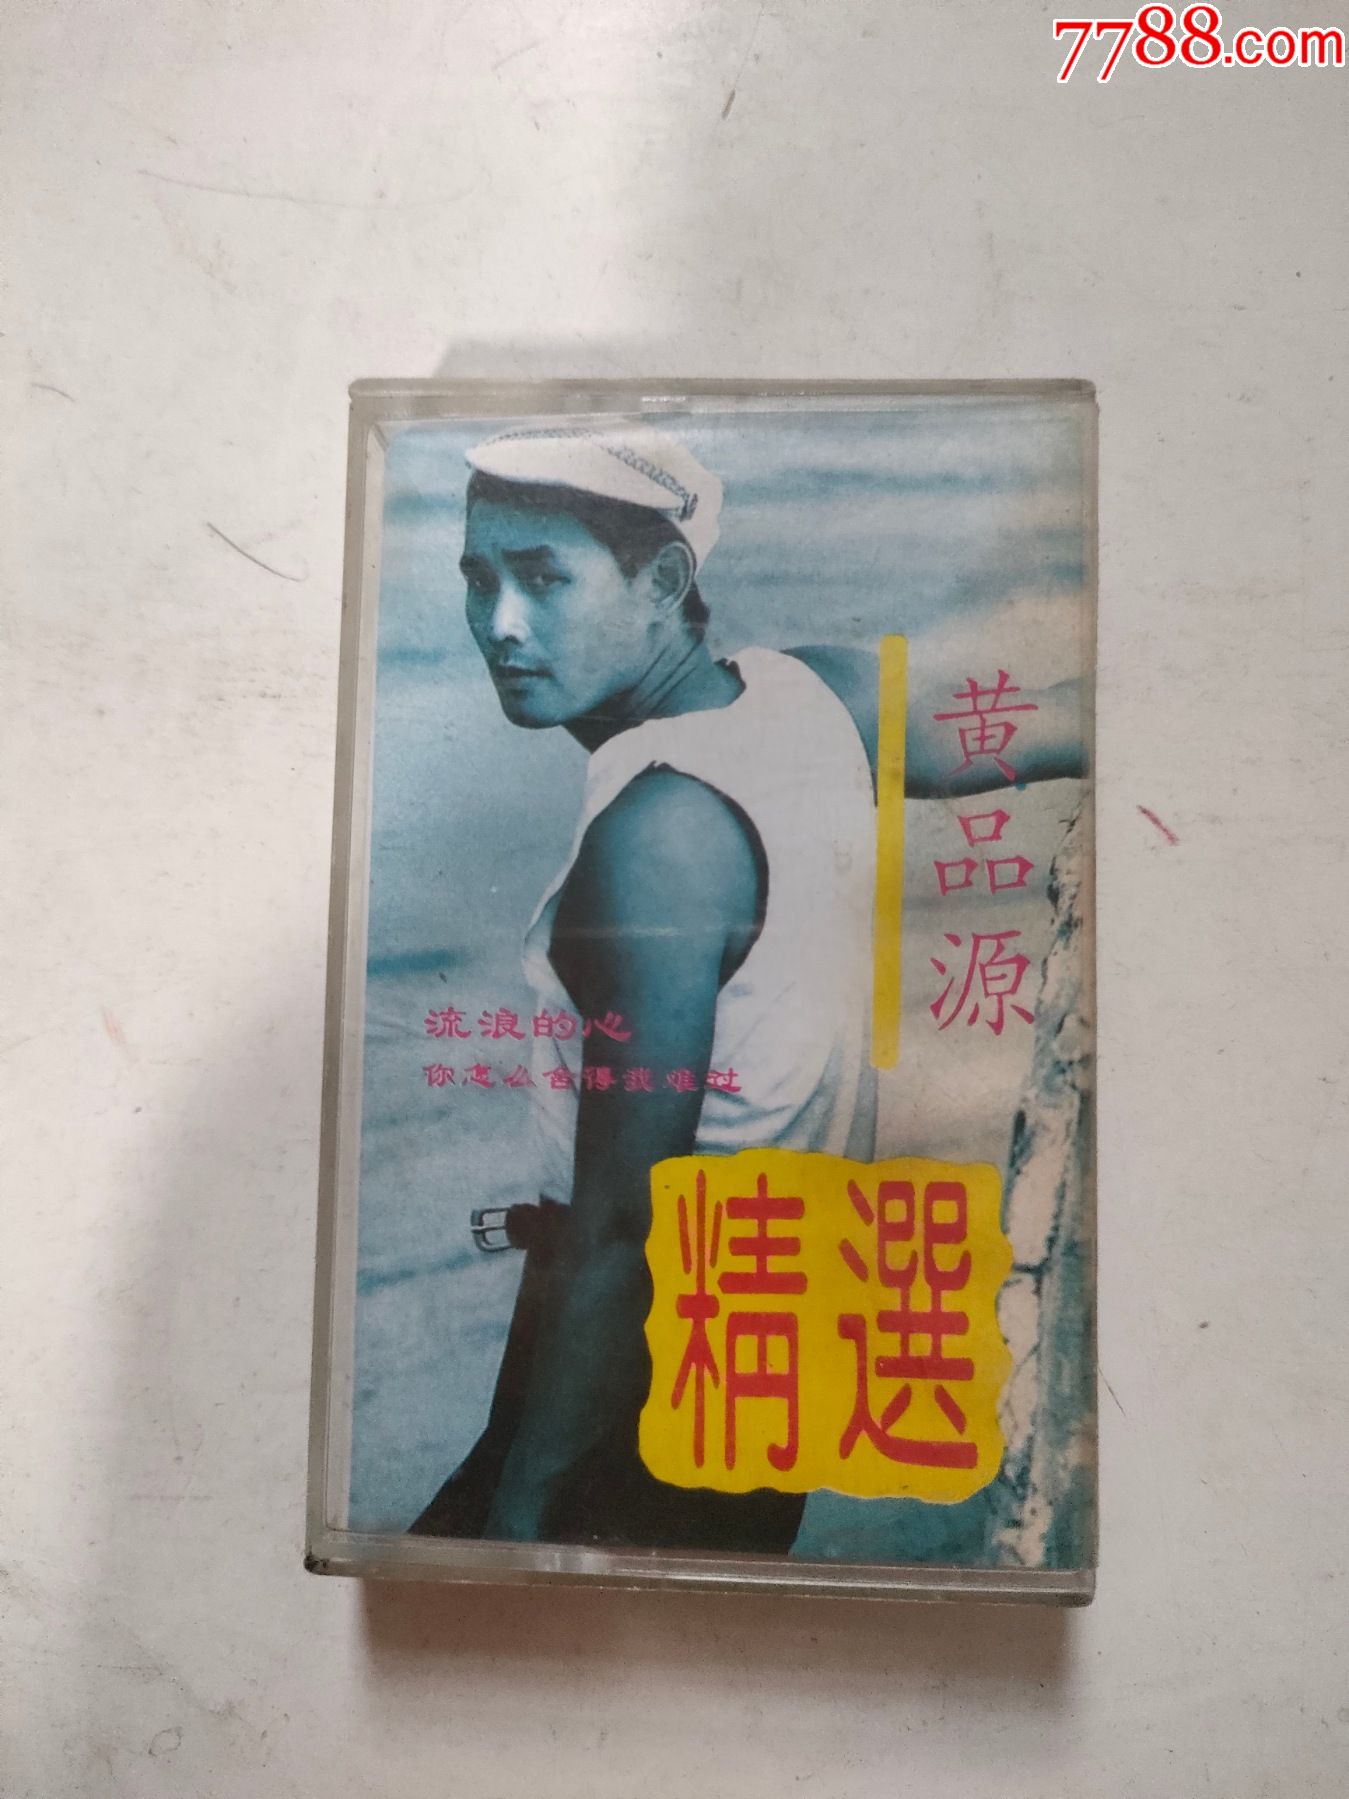 7788.com
黄品源
流浪的心
你怎么舍得我难过
精選